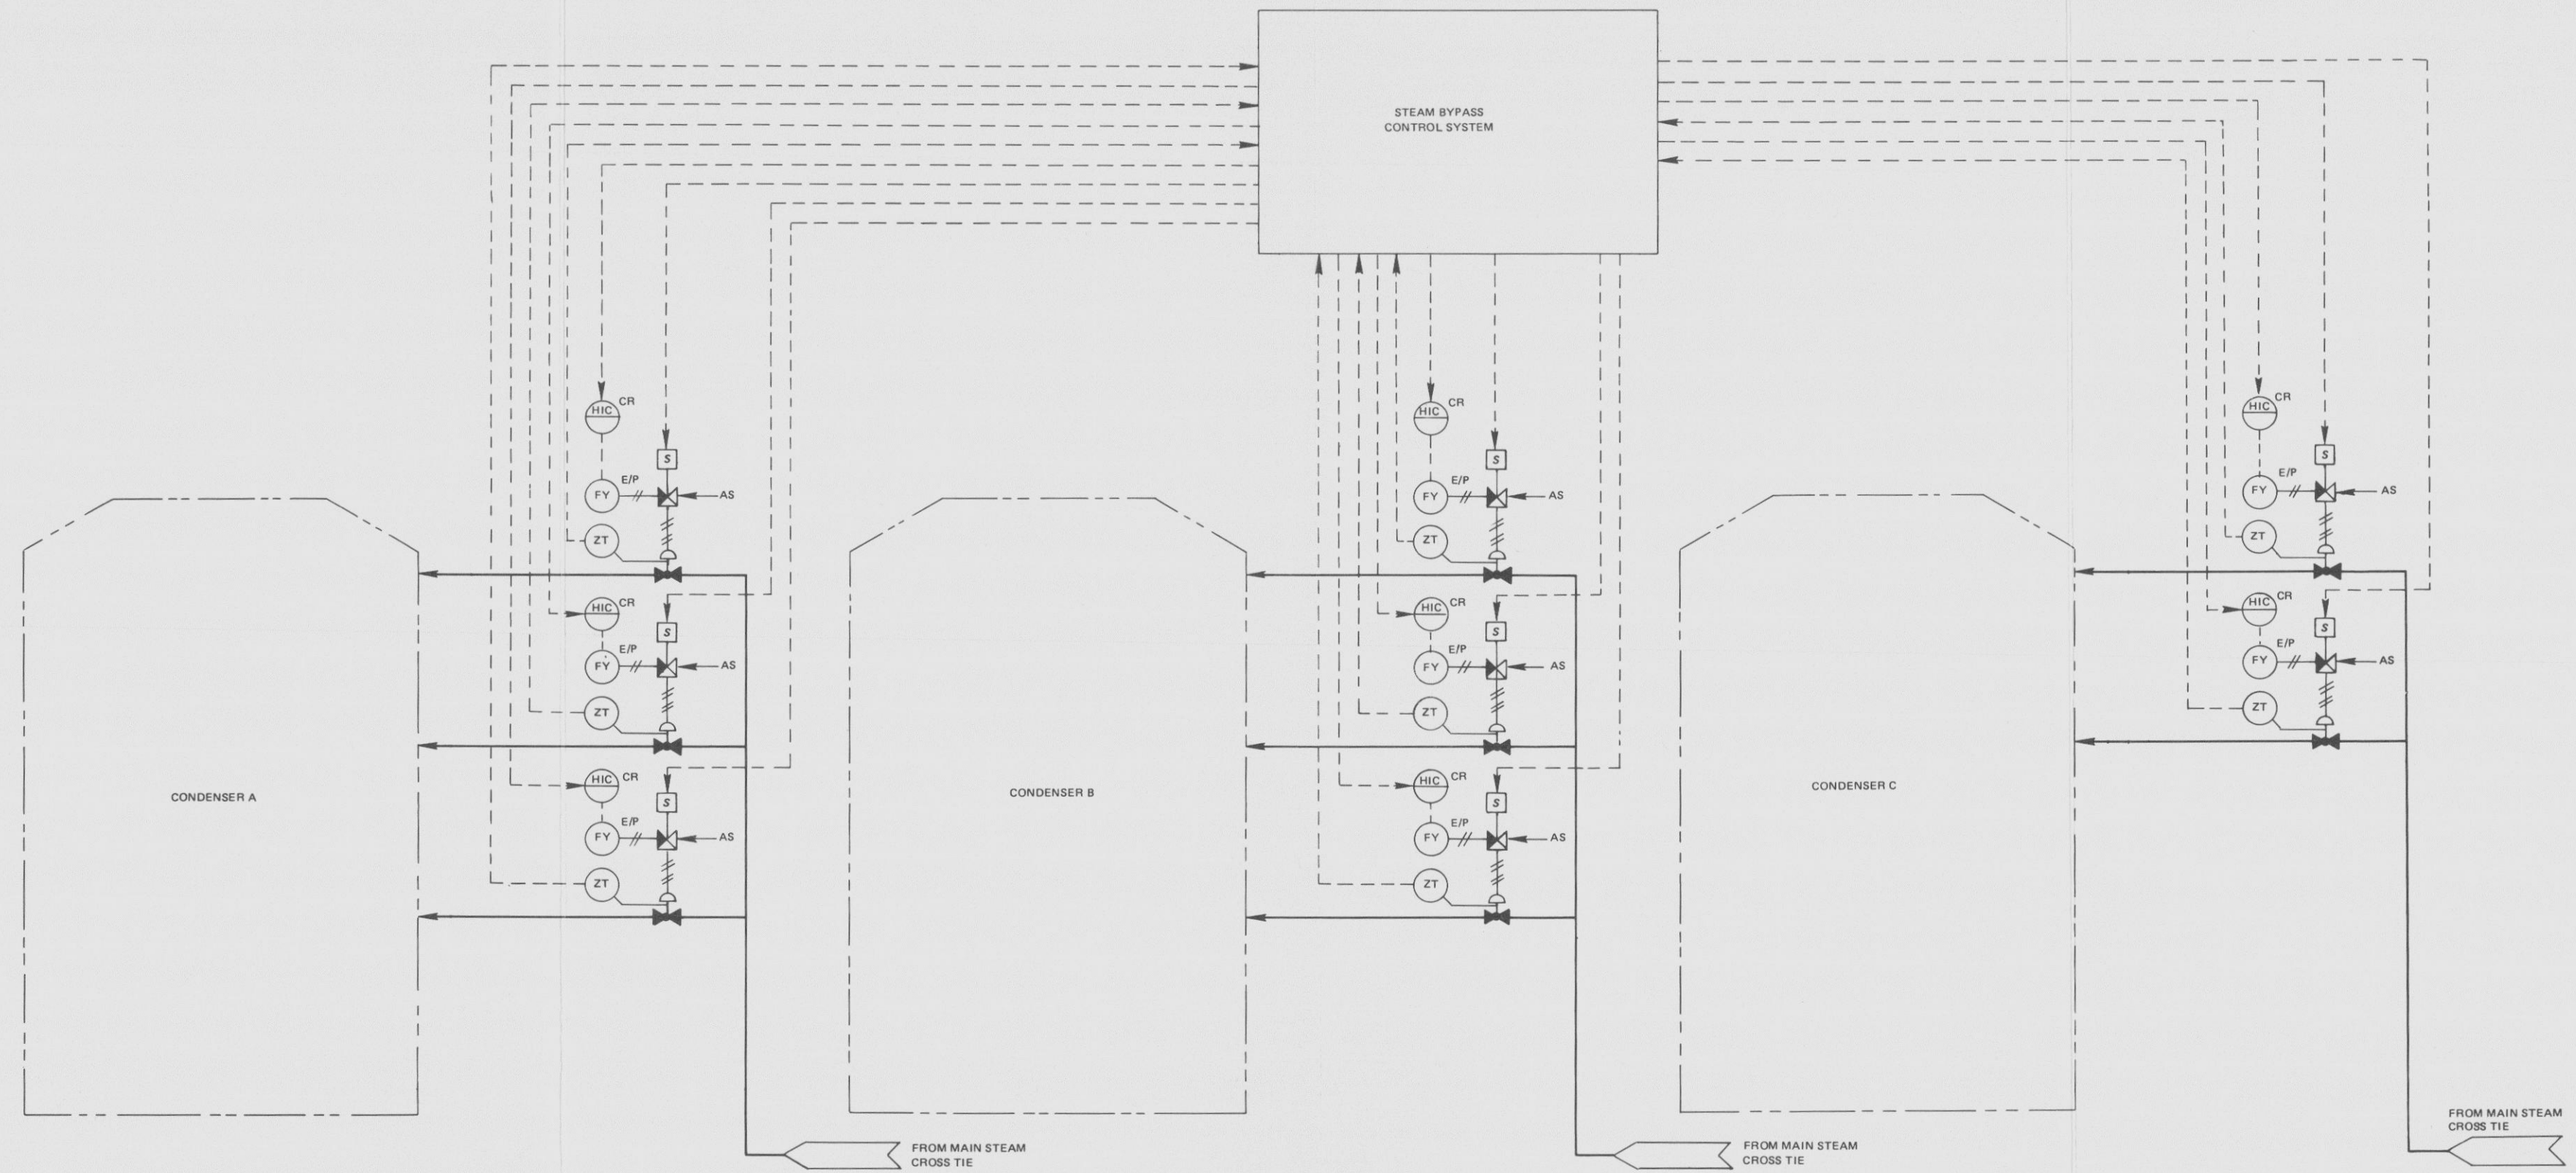 STEAM BYPASS
CONTROL SYSTEM
HIC
CR
HIC
CR
HIC
CR
S
S
S
E/P
FY
AS
E/P
FY
AS
E/P
FY
AS
ZT
ZT
ZT
HIC
CR
HIC
CR
HIC
CR
S
S
S
E/P
FY
AS
E/P
FY
AS
E/P
FY
AS
ZT
ZT
ZT
HIC
CR
HIC
CR
S
S
E/P
FY
AS
E/P
FY
AS
ZT
ZT
CONDENSER A
CONDENSER B
CONDENSER C
FROM MAIN STEAM
CROSS TIE
FROM MAIN STEAM
CROSS TIE
FROM MAIN STEAM
CROSS TIE